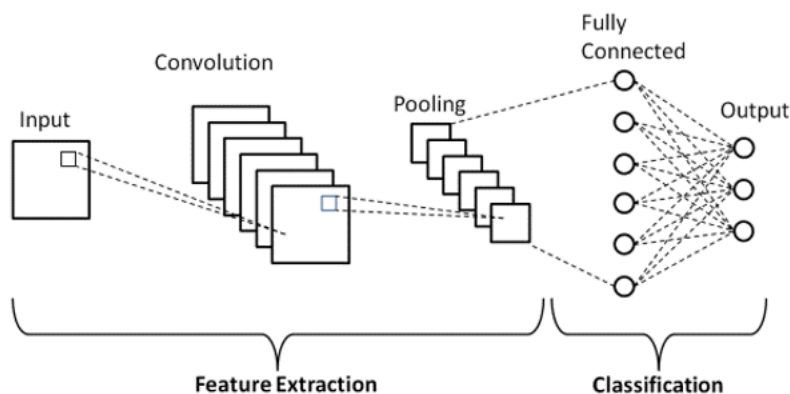 Input
Convolution
Pooling
Fully
Connected
Output
Feature Extraction
Classification